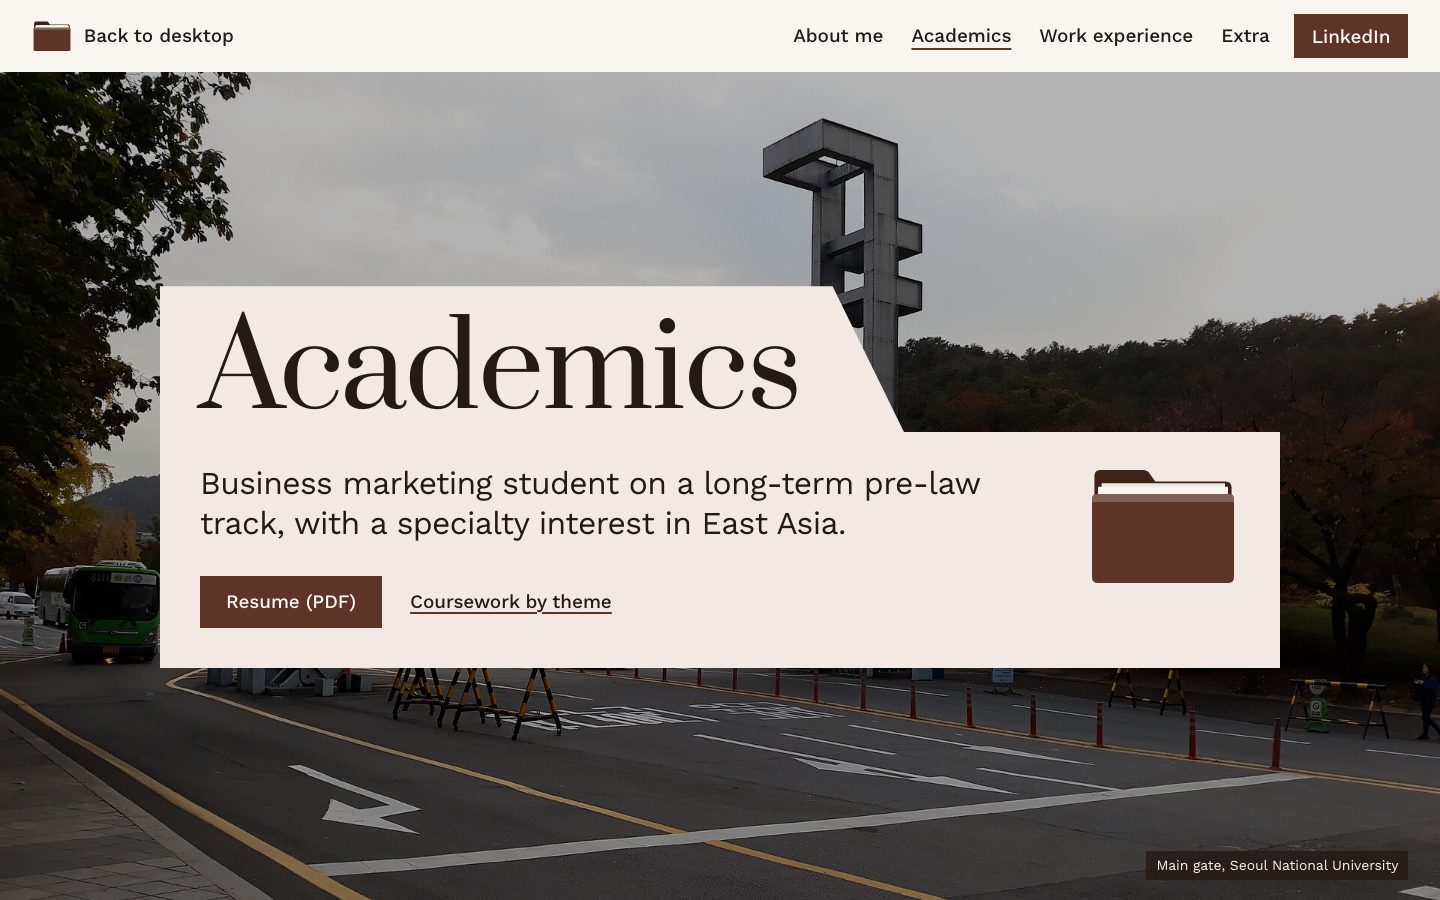 Back to desktop
About me
Academics
Work experience
Extra
LinkedIn
Academics
Business marketing student on a long-term pre-law
track, with a specialty interest in East Asia.
Resume (PDF)
Coursework by theme
5511
Main gate, Seoul National University